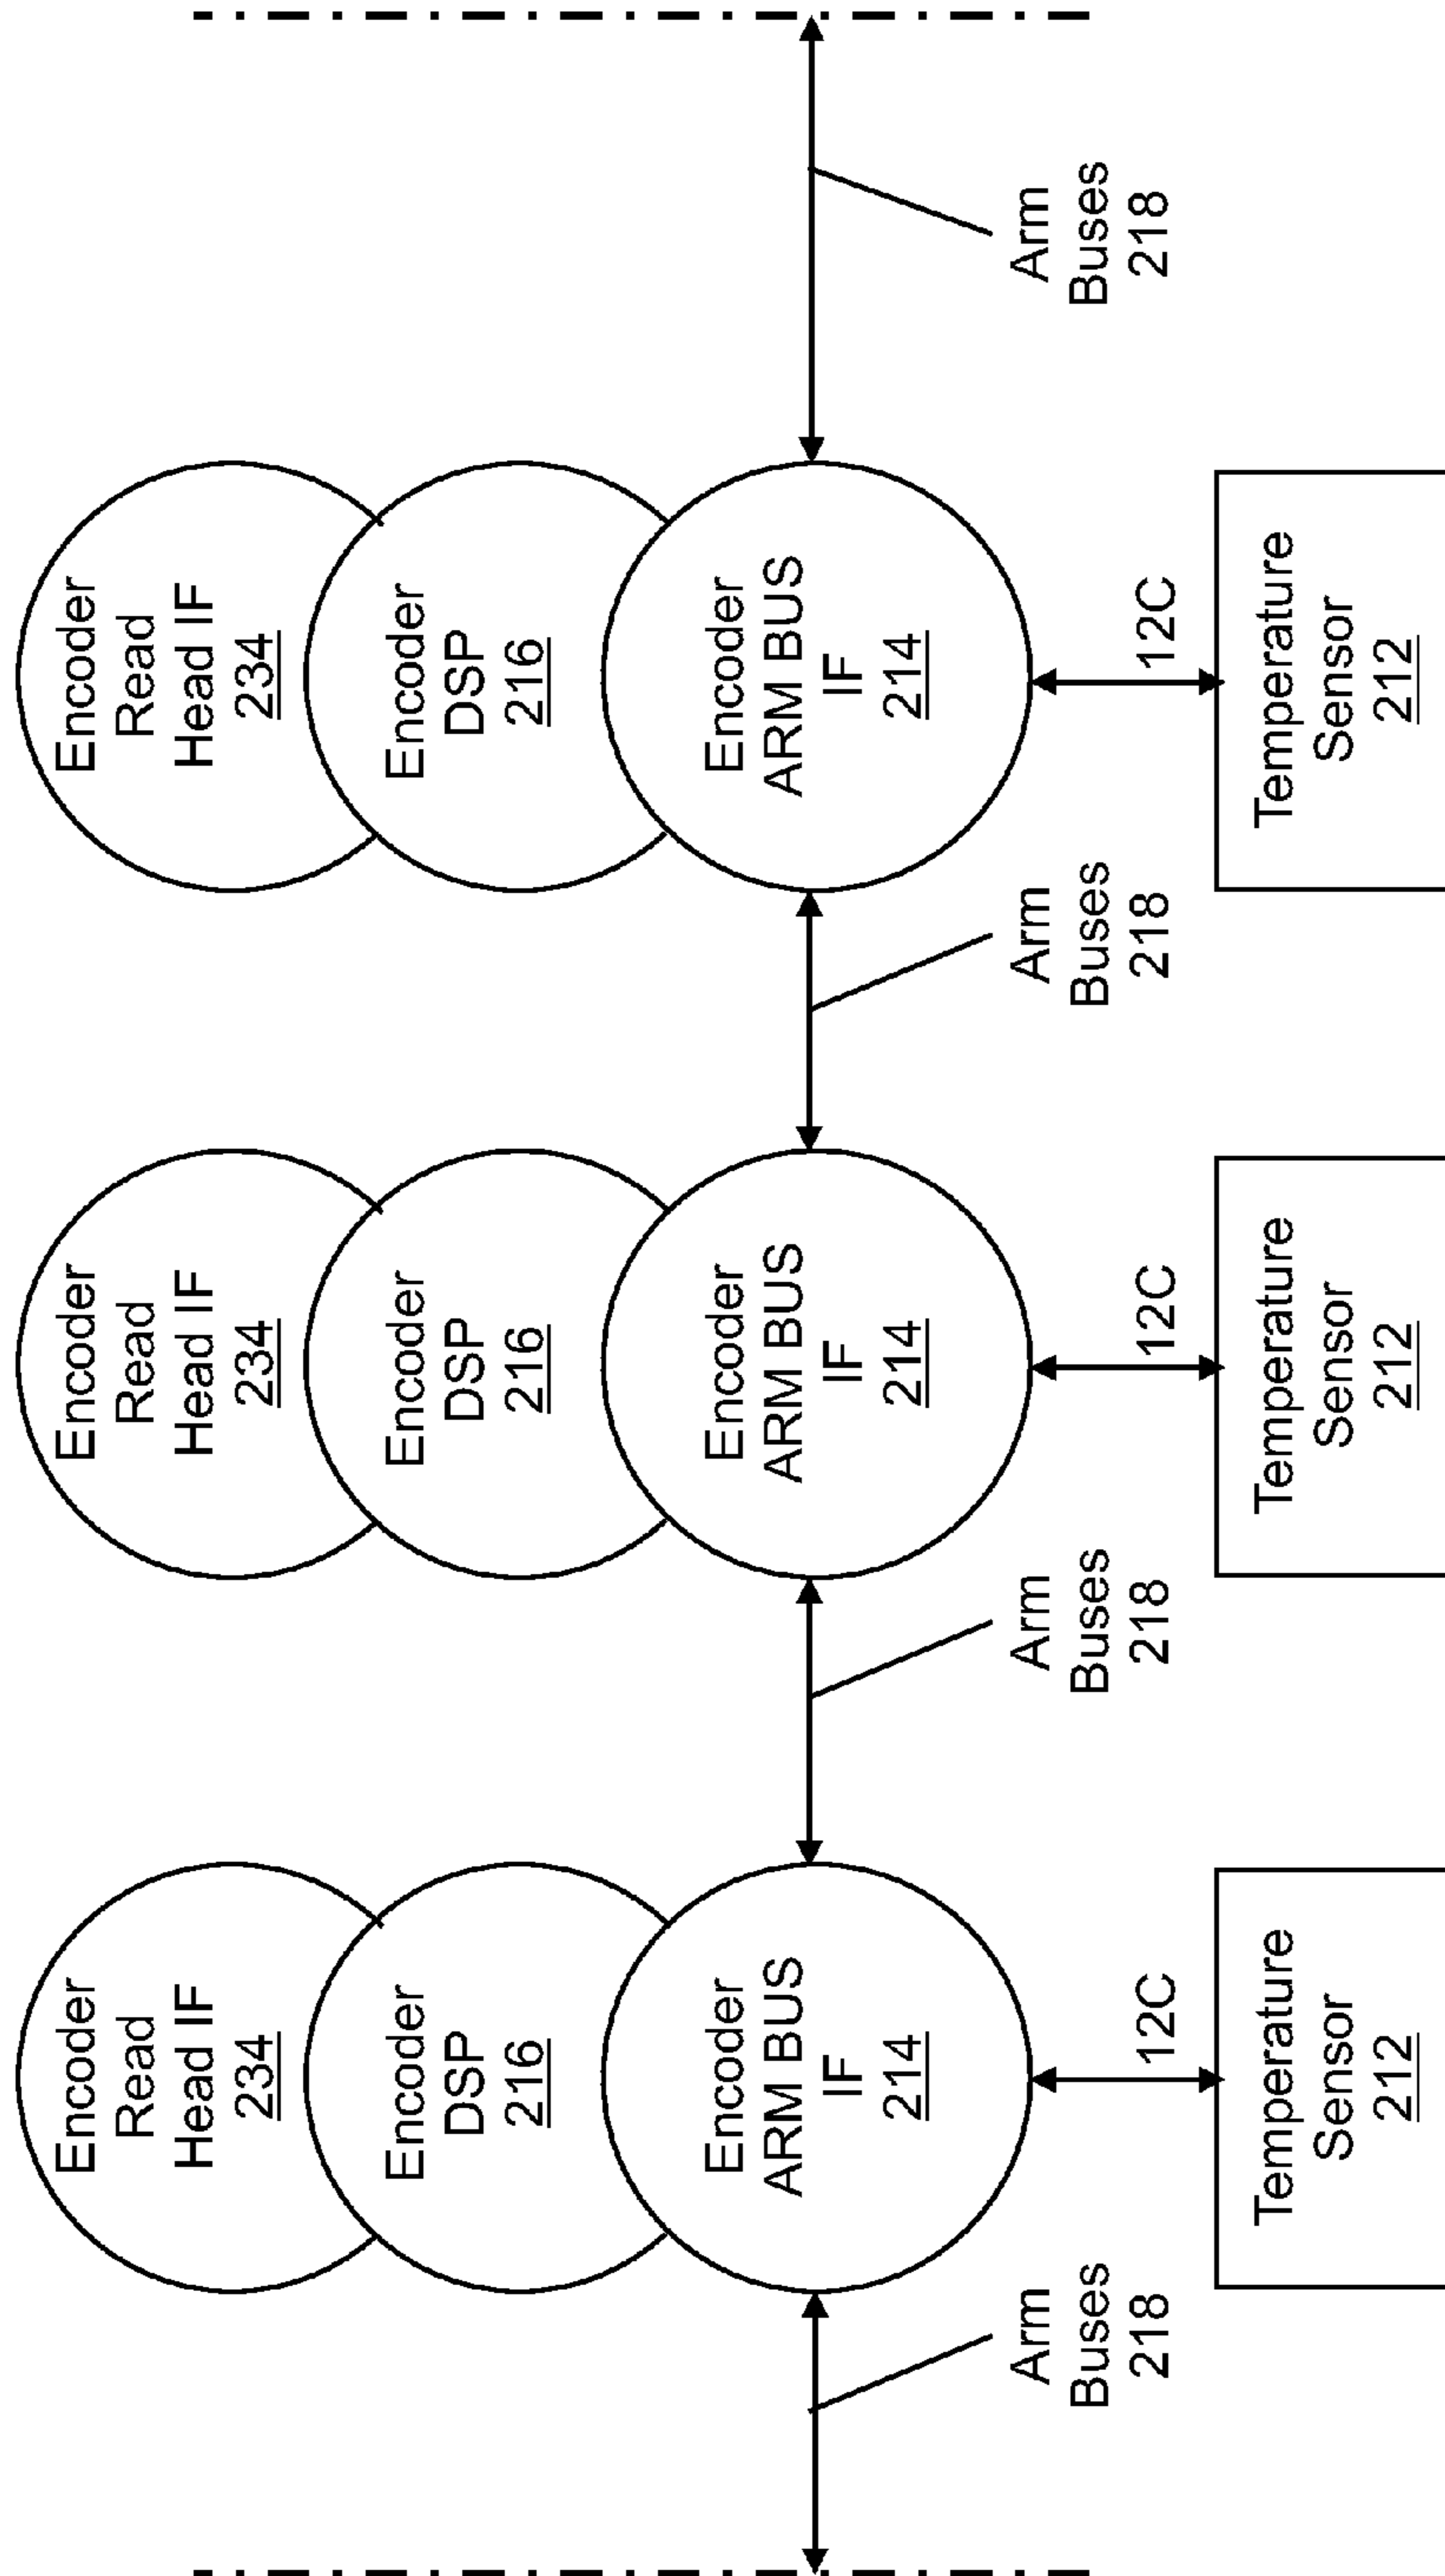 Encoder
Read
Head IF
234
Encoder
Read
Head IF
234
Encoder
Read
Head IF
234
Encoder
DSP
216
Encoder
DSP
216
Encoder
DSP
216
Encoder
ARM BUS
IF
214
Encoder
ARM BUS
IF
214
Encoder
ARM BUS
IF
214
Arm
Buses
218
Arm
Buses
218
Arm
Buses
218
Arm
Buses
218
12C
12C
12C
Temperature
Sensor
212
Temperature
Sensor
212
Temperature
Sensor
212